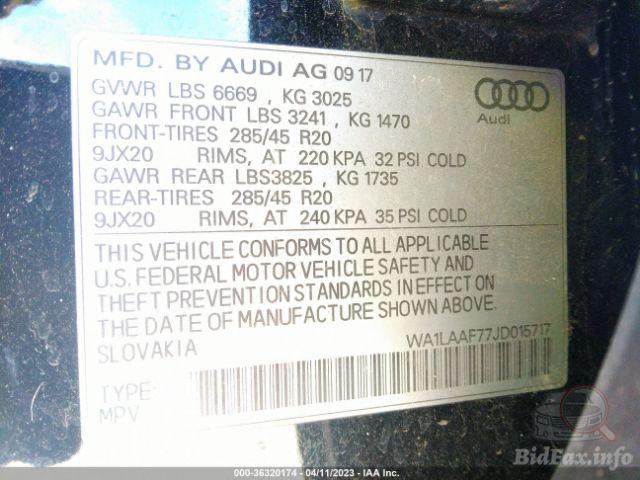 MFD. BY AUDI AG 09 17
GVWR LBS 6669 , KG 3025
GAWR FRONT LBS 3241 , KG 1470
FRONT-TIRES 285/45 R20
9JX20 RIMS, AT 220 KPA 32 PSI COLD
GAWR REAR LBS3825 , KG 1735
REAR-TIRES 285/45 R20
9JX20 RIMS, AT 240 KPA 35 PSI COLD
Audi
THIS VEHICLE CONFORMS TO ALL APPLICABLE
U.S. FEDERAL MOTOR VEHICLE SAFETY AND
THEFT PREVENTION STANDARDS IN EFFECT ON
THE DATE OF MANUFACTURE SHOWN ABOVE.
SLOVAKIA WA1LAAF77JD015717
TYPE:
MPV
BidFax.info
000-36320174 - 04/11/2023 - IAA Inc.